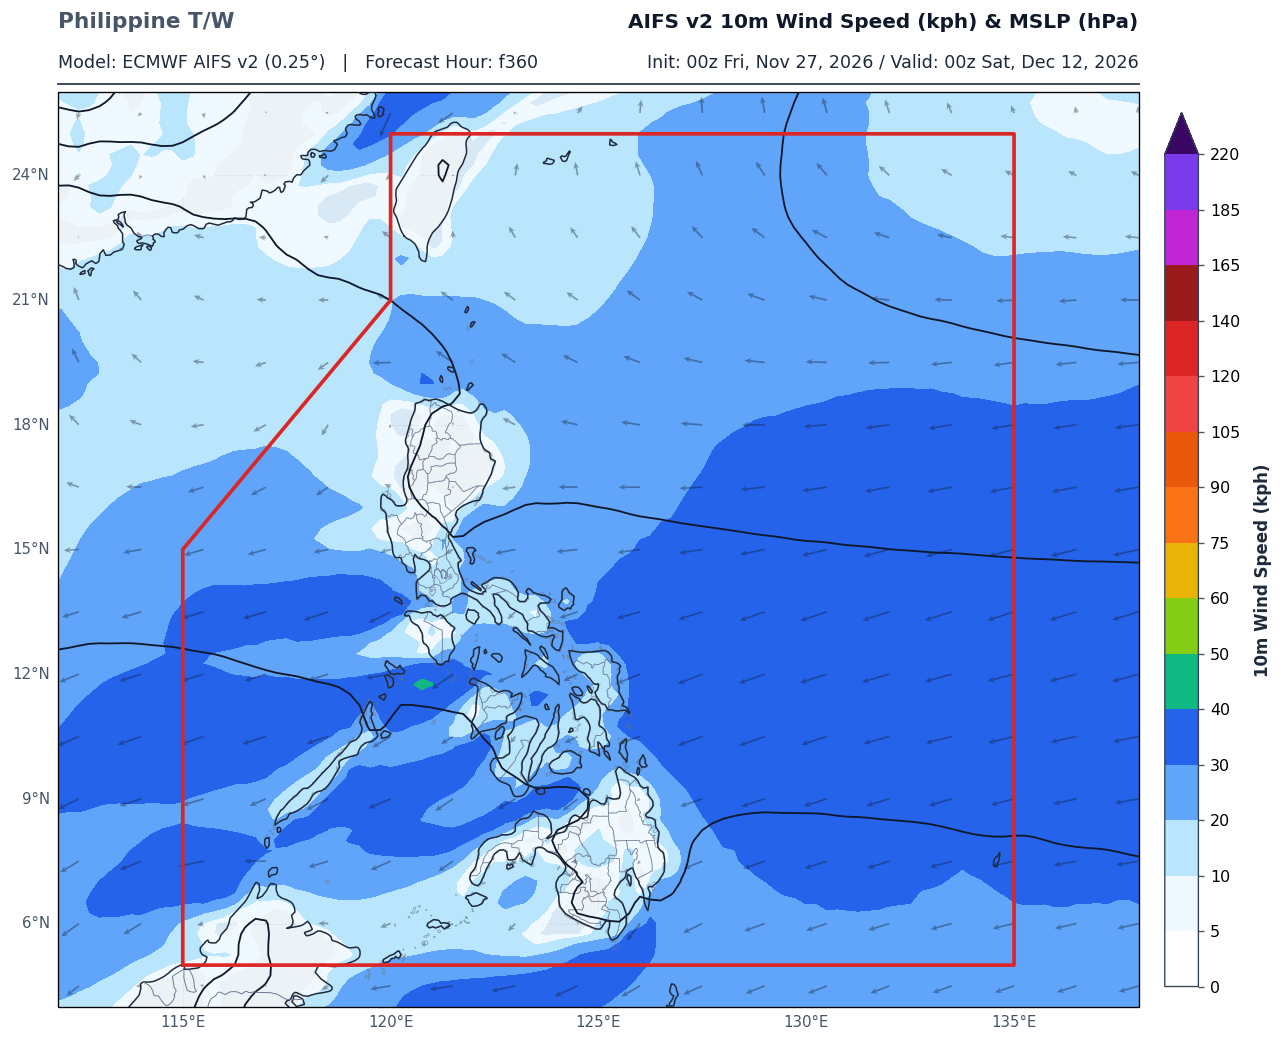 Philippine T/W
AIFS v2 10m Wind Speed (kph) & MSLP (hPa)
Model: ECMWF AIFS v2 (0.25°) | Forecast Hour: f360
Init: 00z Fri, Nov 27, 2026 / Valid: 00z Sat, Dec 12, 2026
24°N
21°N
18°N
15°N
12°N
9°N
6°N
115°E
120°E
125°E
130°E
135°E
220
185
165
140
120
105
90
75
60
50
40
30
20
10
5
0
10m Wind Speed (kph)